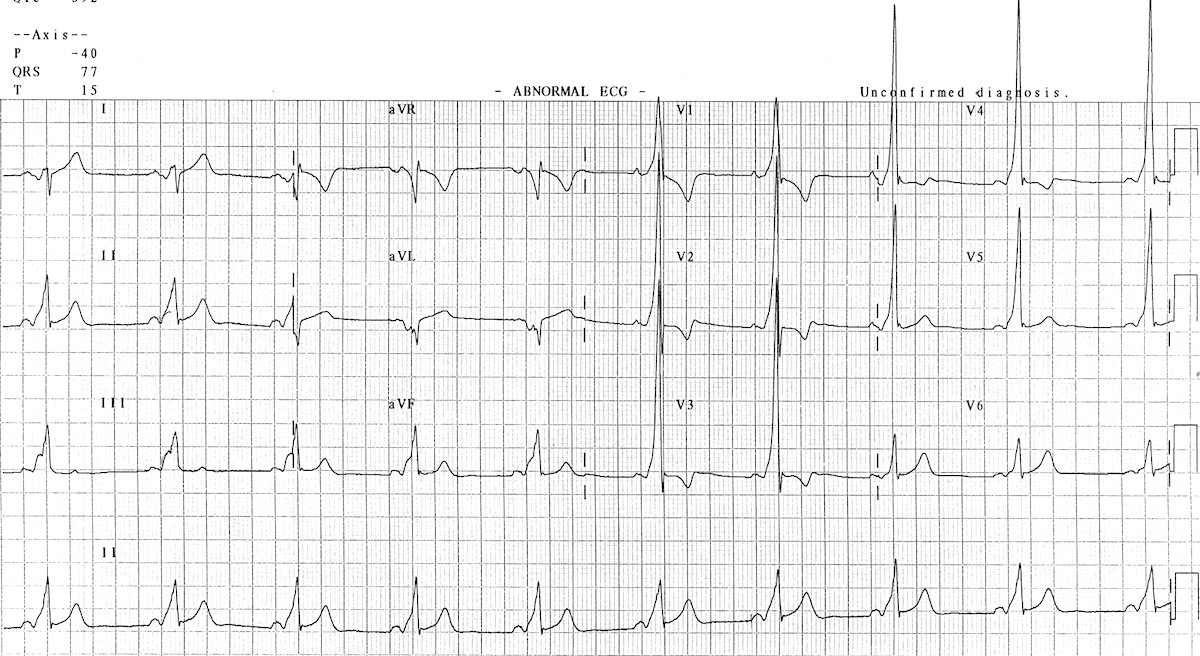 --Axis--
P -40
QRS 77
T 15
- ABNORMAL ECG -
Unconfirmed diagnosis.
I aVR V1 V4
II aVL V2 V5
III aVF V3 V6
II